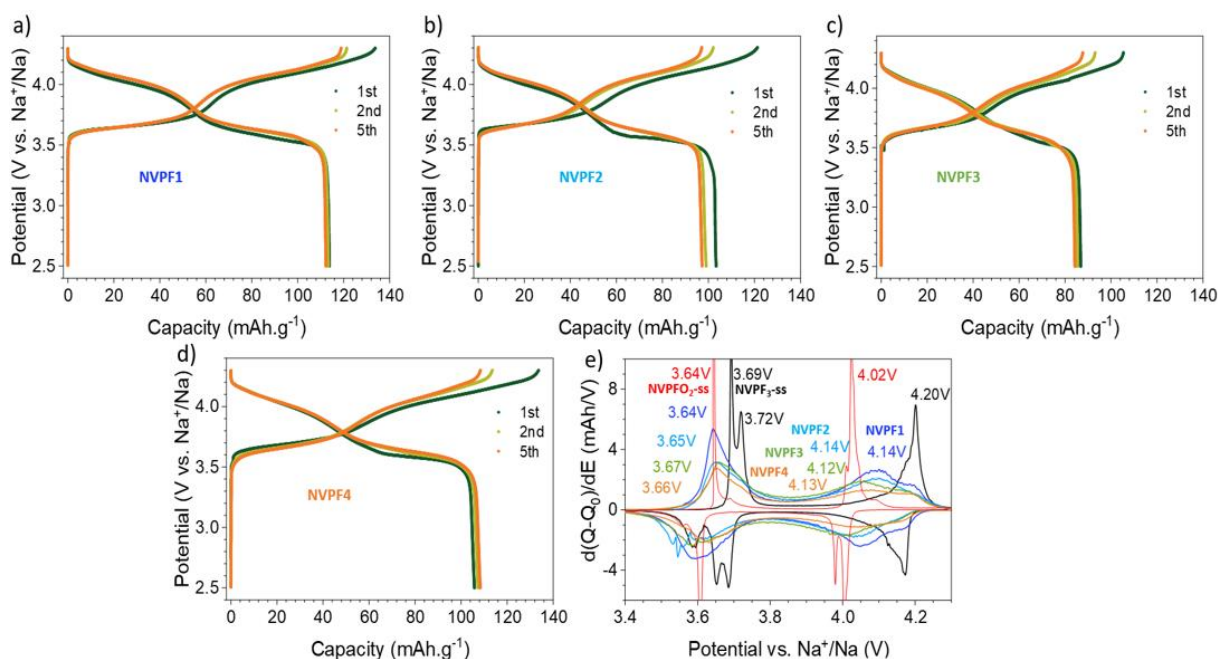 a)
4.0
3.5
3.0
2.5
Potential (V vs. Na⁺/Na)
1st
2nd
5th
NVPF1
0 20 40 60 80 100 120 140
Capacity (mAh.g⁻¹)
b)
4.0
3.5
3.0
2.5
Potential (V vs. Na⁺/Na)
1st
2nd
5th
NVPF2
0 20 40 60 80 100 120 140
Capacity (mAh.g⁻¹)
c)
4.0
3.5
3.0
2.5
Potential (V vs. Na⁺/Na)
1st
2nd
5th
NVPF3
0 20 40 60 80 100 120 140
Capacity (mAh.g⁻¹)
d)
4.0
3.5
3.0
2.5
Potential (V vs. Na⁺/Na)
1st
2nd
5th
NVPF4
0 20 40 60 80 100 120 140
Capacity (mAh.g⁻¹)
e)
8
4
0
-4
d(Q-Q₀)/dE (mAh/V)
3.64V 3.69V 4.02V
NVPFO₂-ss NVPF₃-ss 4.20V
3.64V 3.72V
NVPF2 NVPF1
3.65V 4.14V 4.14V
NVPF3
3.67V NVPF4 4.12V
3.66V 4.13V
3.4 3.6 3.8 4.0 4.2
Potential vs. Na⁺/Na (V)